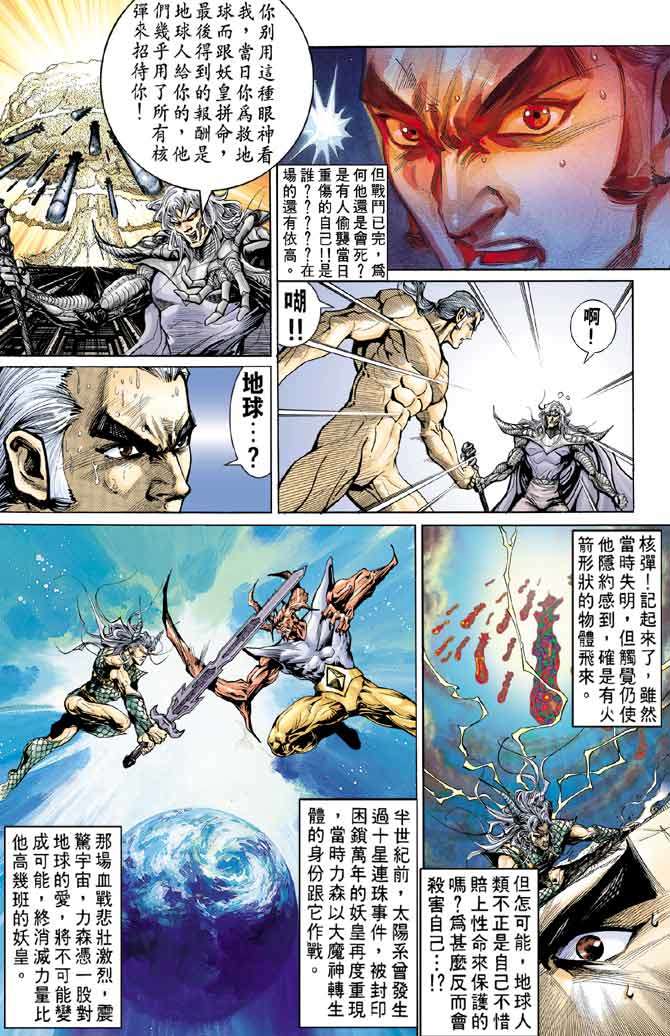 但戰鬥已完，爲
何他還是會死？
是有人偷襲當日
重傷的自己!!是
誰？？？？？在
場的還有依高。
你別用這種眼神看
我，當日你爲救地
球而跟妖皇拼命，
最後得到的報酬是
地球人給你的，他
們幾乎用了所有核
彈來招待你！
啊！
!!
地球…?
核彈！記起來了，雖然
當時失明，但觸覺仍使
他隱約感到，確是有火
箭形狀的物體飛來。
但怎可能，地球人
類不正是自己不惜
賠上性命來保護的
嗎？爲甚麼反而會
殺害自己…!?
半世紀前，太陽系曾發生
過十星連珠事件，被封印
困鎖萬年的妖皇再度重現
，當時力森以大魔神轉生
體的身份跟它作戰。
那場血戰悲壯激烈，震
驚宇宙，力森憑一股對
地球的愛，將不可能變
成可能，終消滅力量比
他高幾班的妖皇。